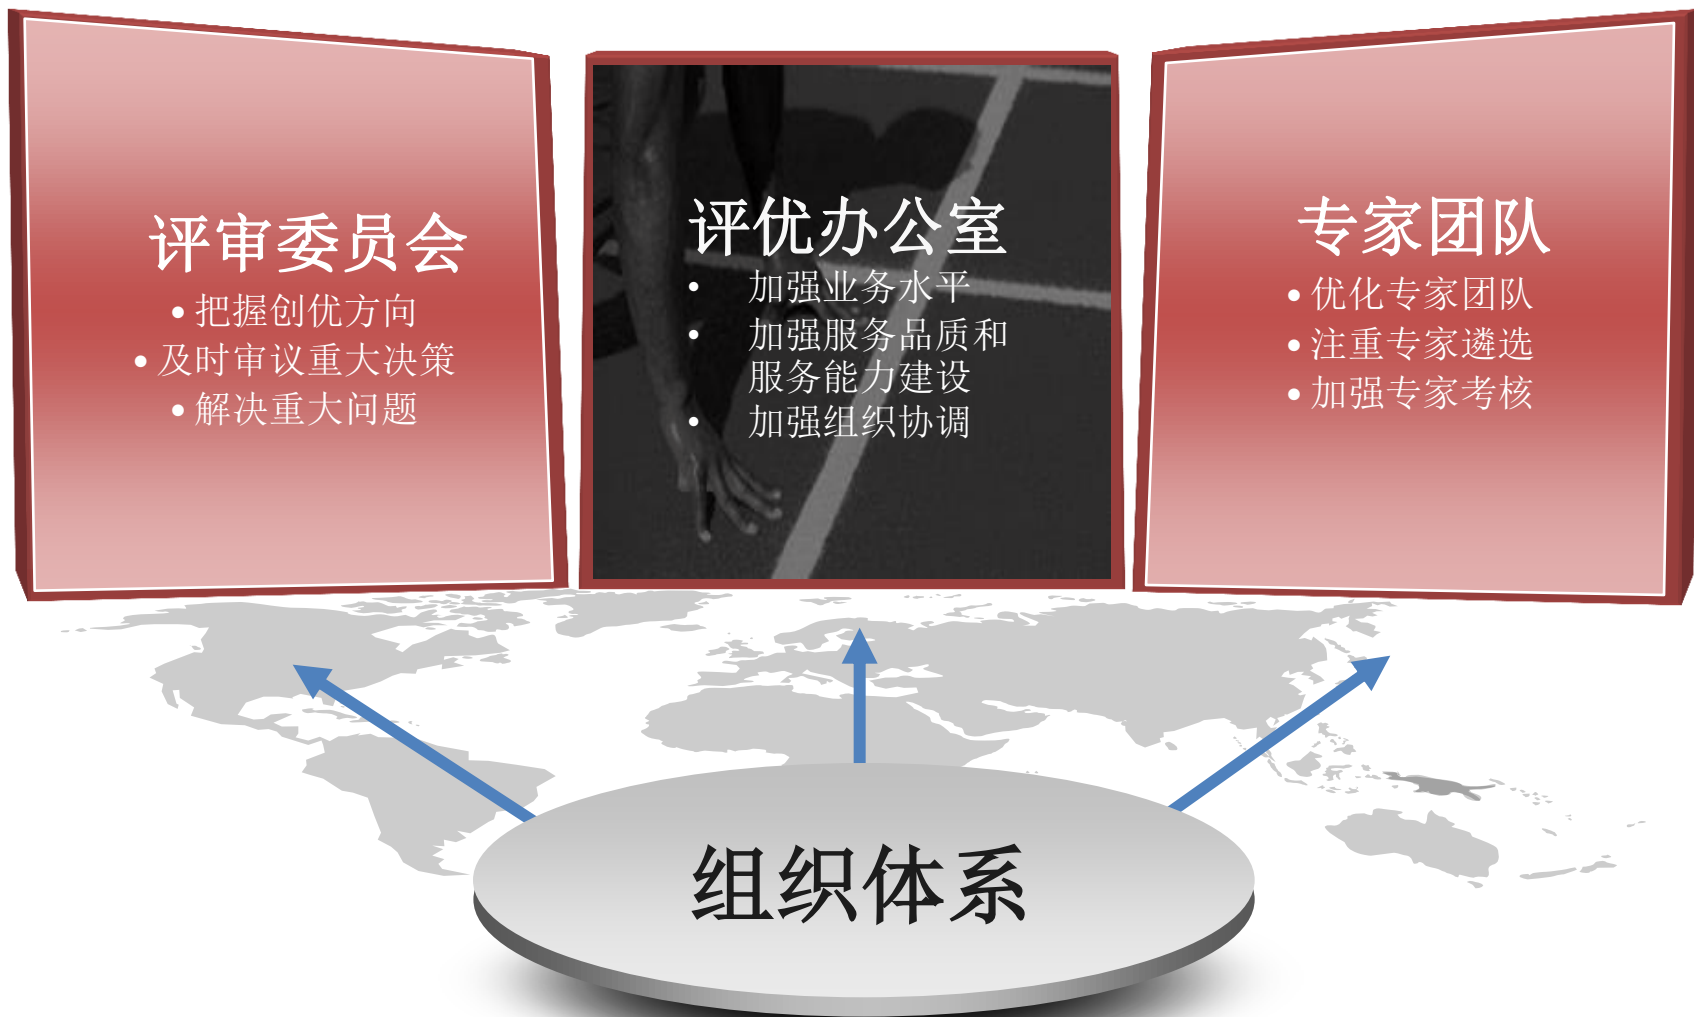 评审委员会
• 把握创优方向
• 及时审议重大决策
• 解决重大问题
评优办公室
• 加强业务水平
• 加强服务品质和
服务能力建设
• 加强组织协调
专家团队
• 优化专家团队
• 注重专家遴选
• 加强专家考核
组织体系